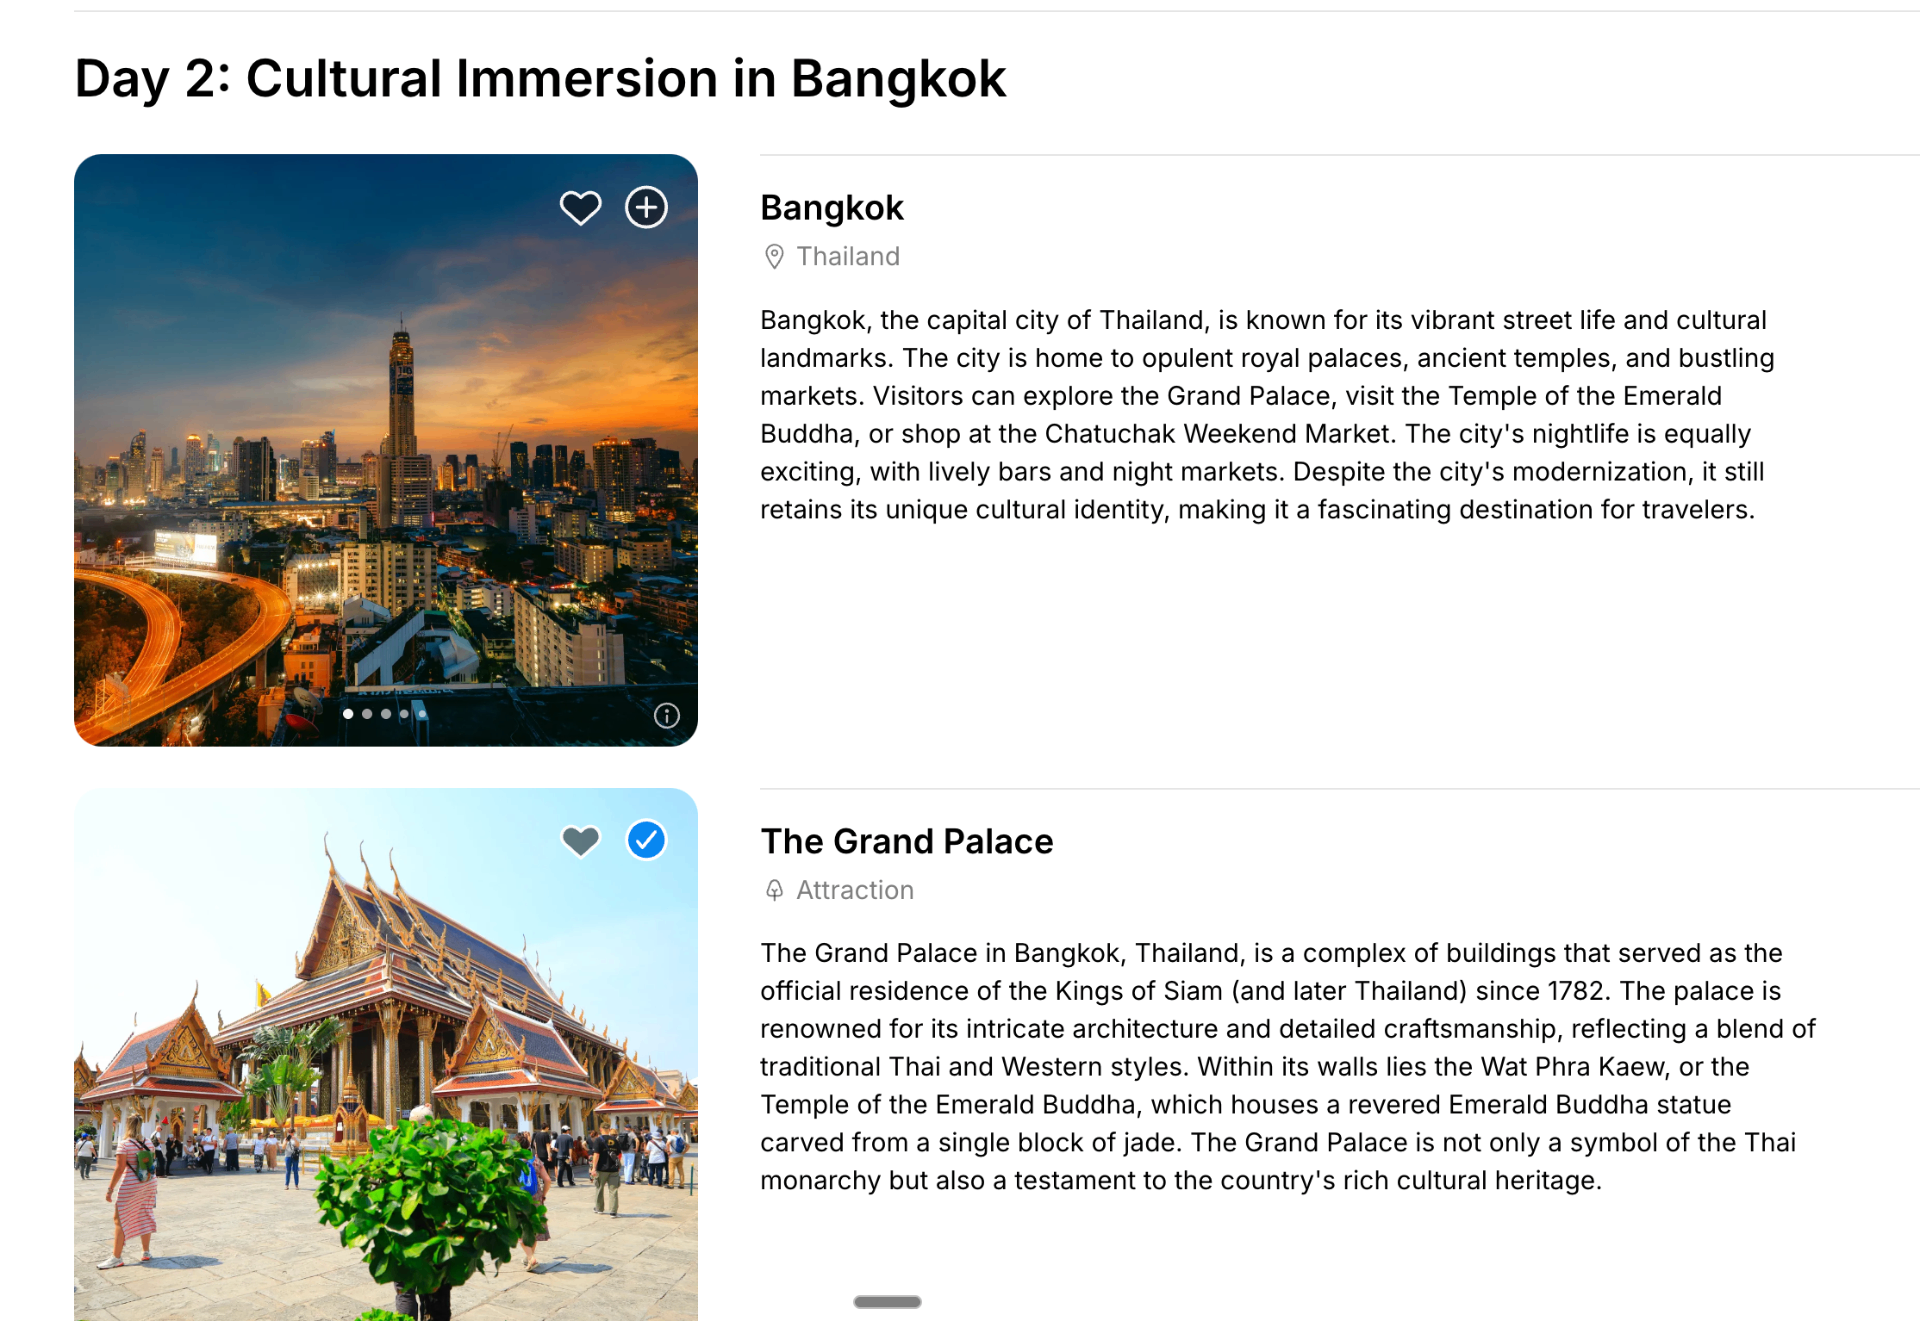 Day 2: Cultural Immersion in Bangkok
Bangkok
Thailand
Bangkok, the capital city of Thailand, is known for its vibrant street life and cultural
landmarks. The city is home to opulent royal palaces, ancient temples, and bustling
markets. Visitors can explore the Grand Palace, visit the Temple of the Emerald
Buddha, or shop at the Chatuchak Weekend Market. The city's nightlife is equally
exciting, with lively bars and night markets. Despite the city's modernization, it still
retains its unique cultural identity, making it a fascinating destination for travelers.
The Grand Palace
Attraction
The Grand Palace in Bangkok, Thailand, is a complex of buildings that served as the
official residence of the Kings of Siam (and later Thailand) since 1782. The palace is
renowned for its intricate architecture and detailed craftsmanship, reflecting a blend of
traditional Thai and Western styles. Within its walls lies the Wat Phra Kaew, or the
Temple of the Emerald Buddha, which houses a revered Emerald Buddha statue
carved from a single block of jade. The Grand Palace is not only a symbol of the Thai
monarchy but also a testament to the country's rich cultural heritage.